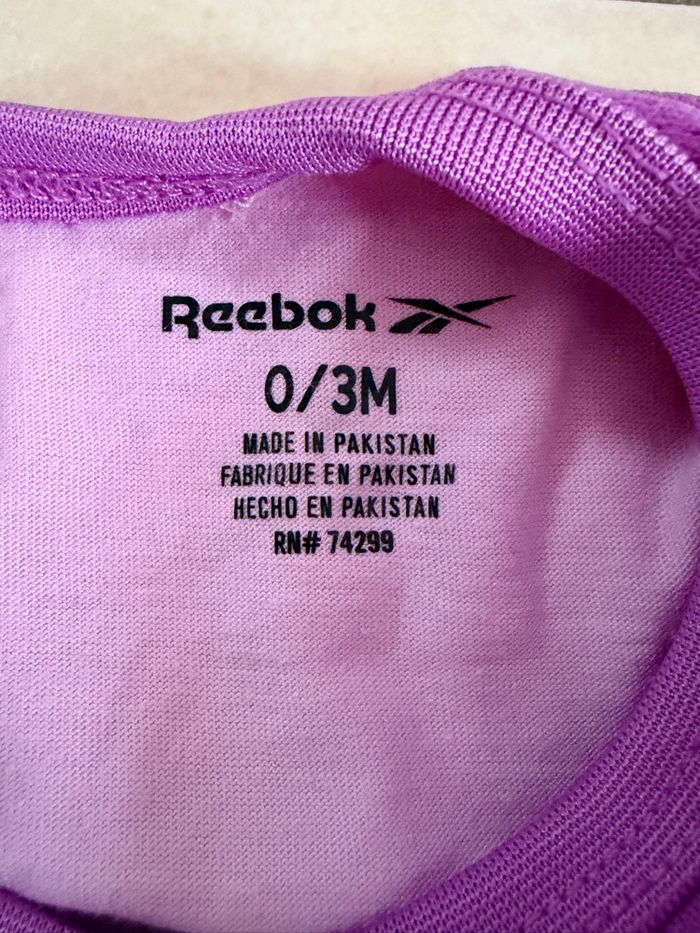 Reebok
0/3M
MADE IN PAKISTAN
FABRIQUE EN PAKISTAN
HECHO EN PAKISTAN
RN# 74299